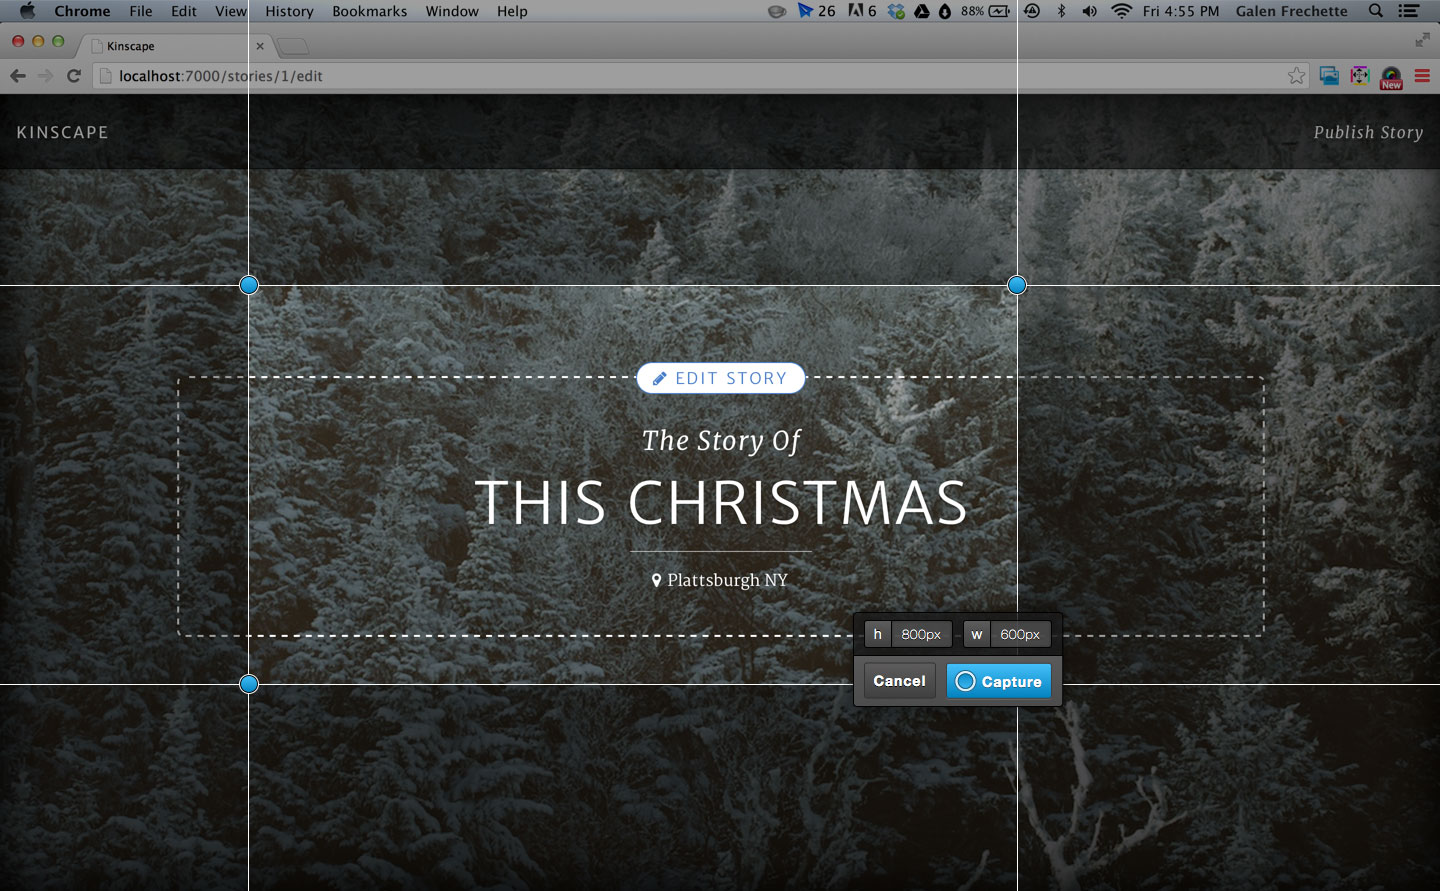 Chrome File Edit View History Bookmarks Window Help 26 6 88% Fri 4:55 PM Galen Frechette
Kinscape
localhost:7000/stories/1/edit
New
KINSCAPE
Publish Story
EDIT STORY
The Story Of
THIS CHRISTMAS
Plattsburgh NY
h 800px w 600px
Cancel Capture